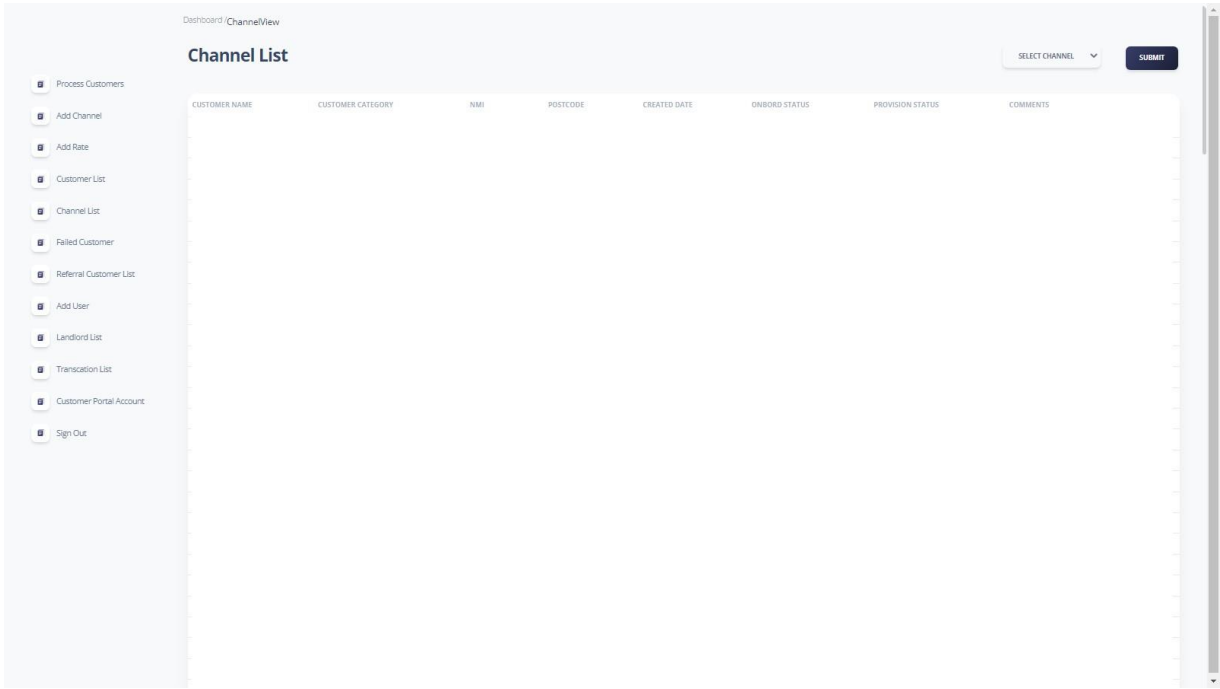 Dashboard /ChannelView
Channel List
SELECT CHANNEL
SUBMIT
Process Customers
Add Channel
Add Rate
Customer List
Channel List
Failed Customer
Referral Customer List
Add User
Landlord List
Transcation List
Customer Portal Account
Sign Out
CUSTOMER NAME CUSTOMER CATEGORY NMI POSTCODE CREATED DATE ONBORD STATUS PROVISION STATUS COMMENTS